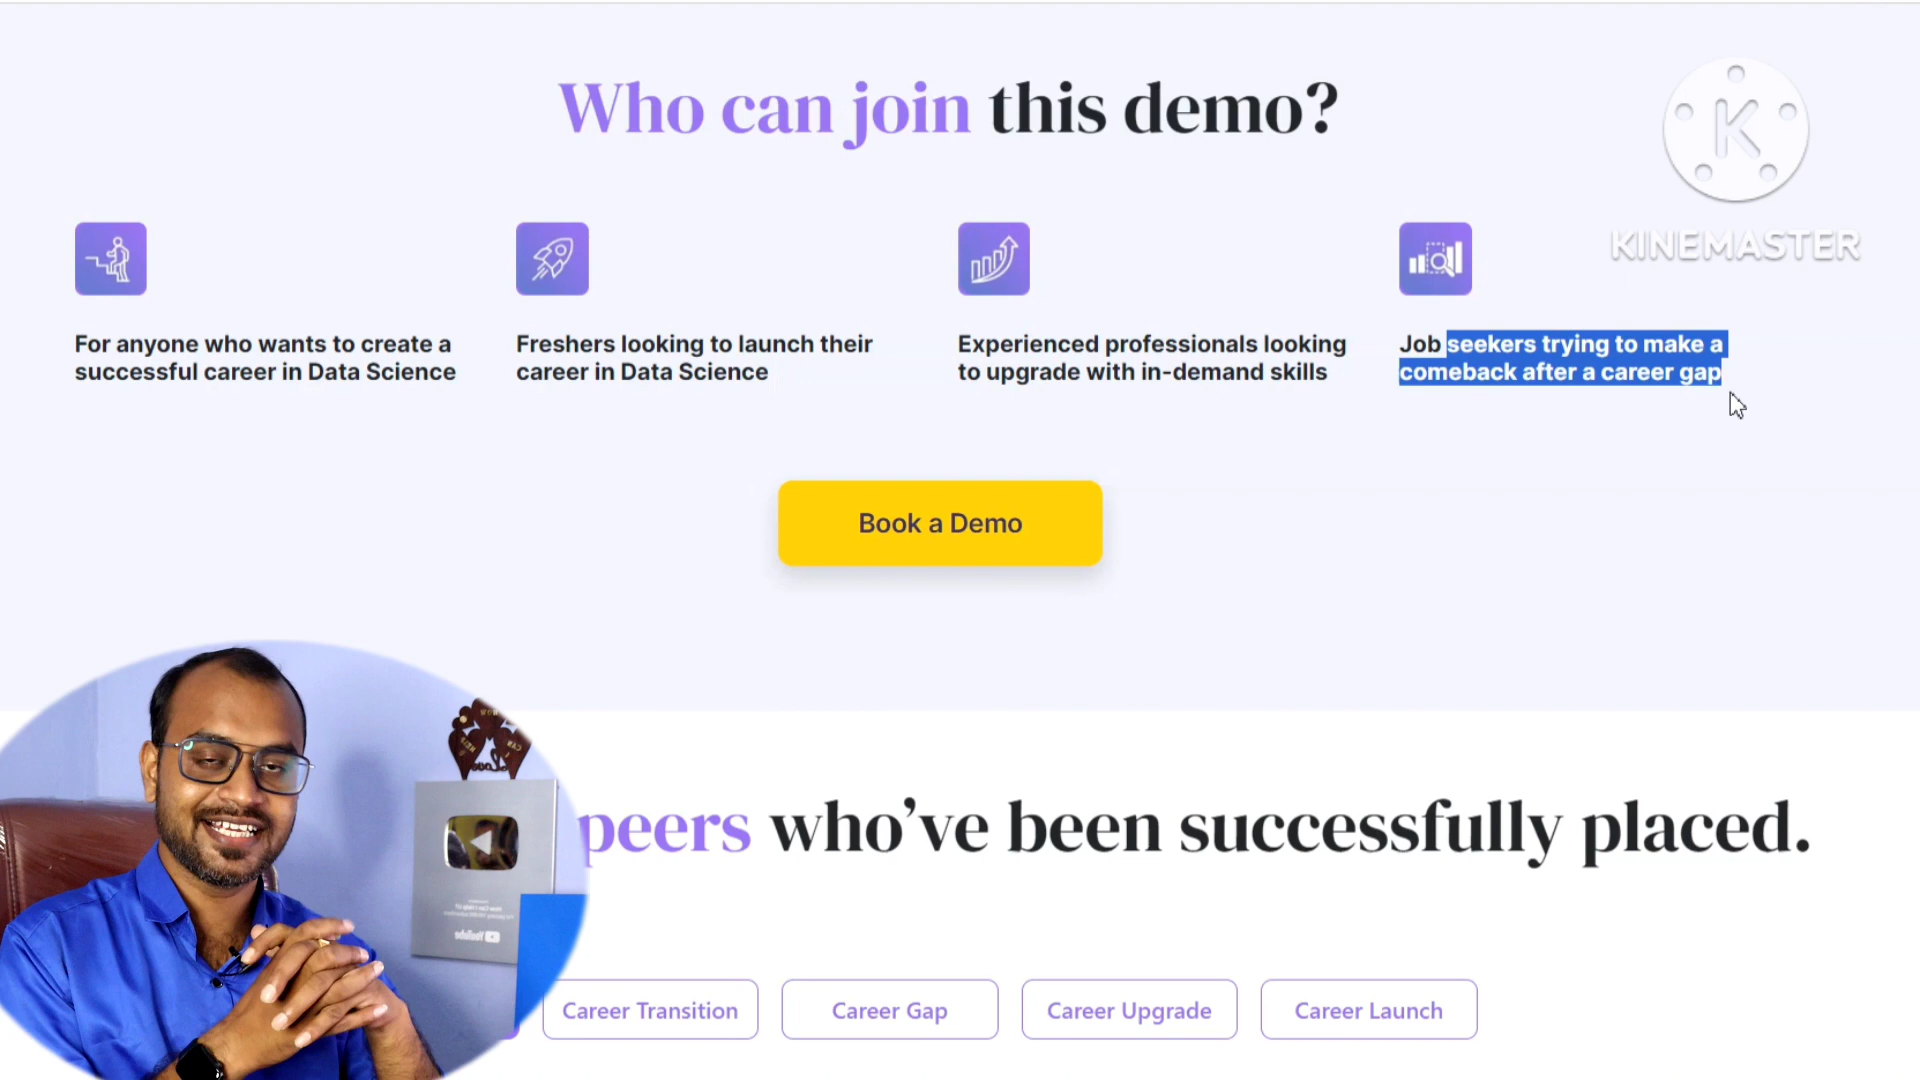 Who can join this demo?
K
KINEMASTER
For anyone who wants to create a
successful career in Data Science
Freshers looking to launch their
career in Data Science
Experienced professionals looking
to upgrade with in-demand skills
Job seekers trying to make a
comeback after a career gap
Book a Demo
peers who’ve been successfully placed.
YouTube
Career Transition
Career Gap
Career Upgrade
Career Launch